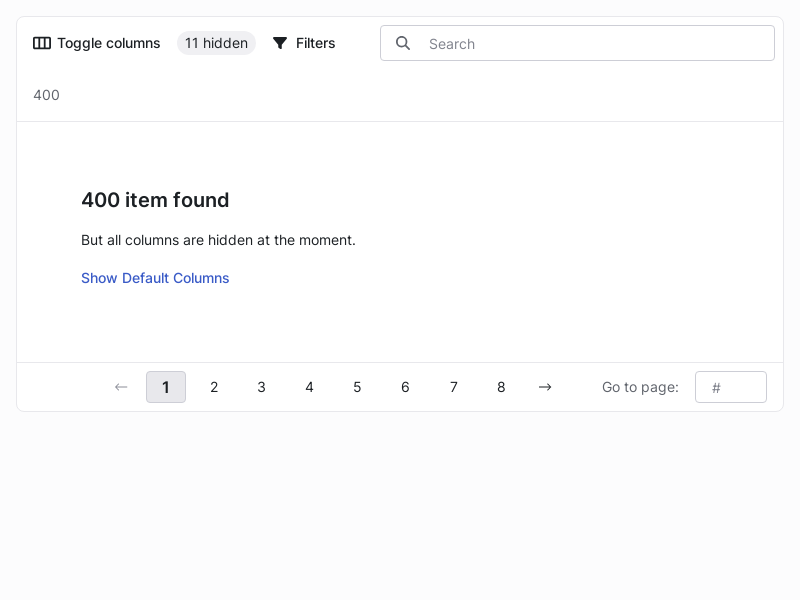 Toggle columns 11 hidden Filters Search
400
400 item found
But all columns are hidden at the moment.
Show Default Columns
← 1 2 3 4 5 6 7 8 → Go to page: #